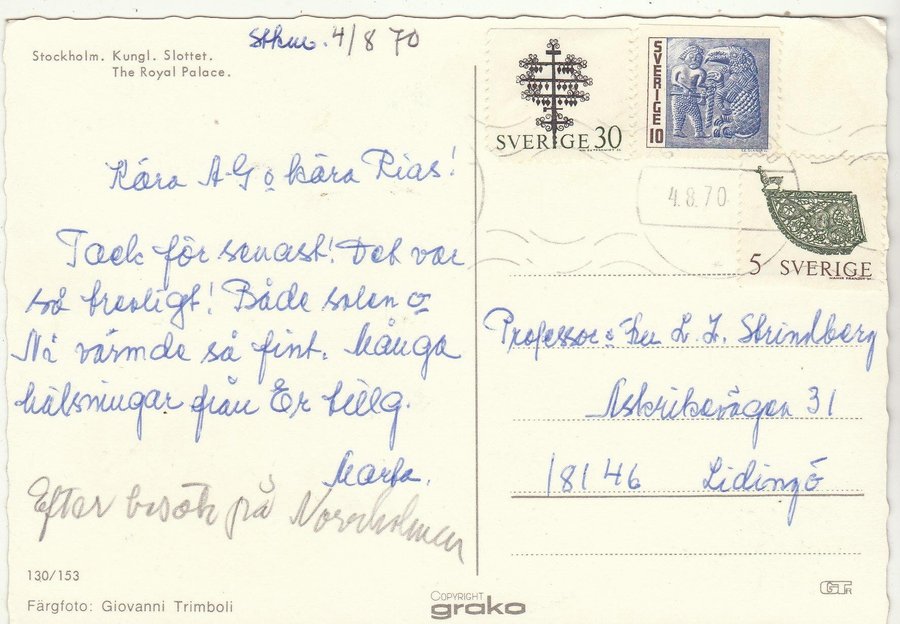 Sthm. 4/8 70
Stockholm. Kungl. Slottet.
The Royal Palace.
Kära A-G o kära Rias!
Tack för senast! Det var
så trevligt! Både solen o
Ni värmde så fint. Många
hälsningar från Er tillg.
Marta.
Efter besök på Norrholmen
130/153
Färgfoto: Giovanni Trimboli
COPYRIGHT
grako
SVERIGE 30
SVERIGE 10
4.8.70
5 SVERIGE
Professor o Fru L. Z. Strindberg
Askrikevägen 31
18146 Lidingö